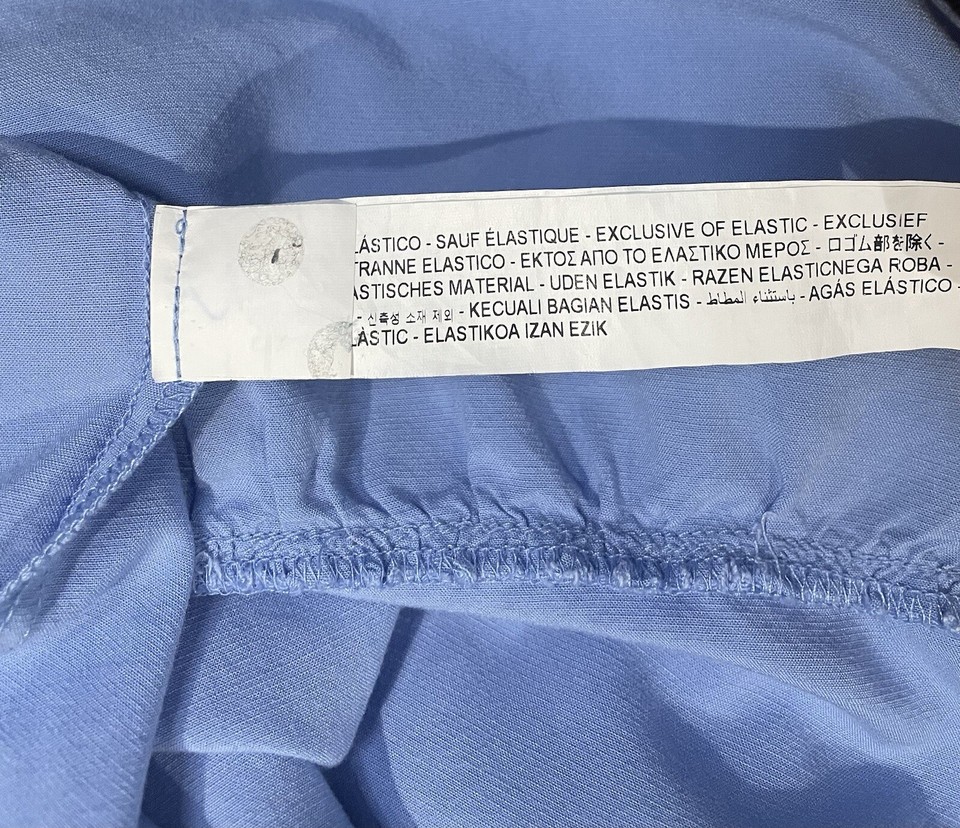 LÁSTICO - SAUF ÉLASTIQUE - EXCLUSIVE OF ELASTIC - EXCLUSIEF
TRANNE ELASTICO - ΕΚΤΟΣ ΑΠΟ ΤΟ ΕΛΑΣΤΙΚΟ ΜΕΡΟΣ - ロゴム部を除く -
ASTISCHES MATERIAL - UDEN ELASTIK - RAZEN ELASTIČNEGA ROBA -
- 신축성 소재 제외 - KECUALI BAGIAN ELASTIS - باستثناء المطاط - AGÁS ELÁSTICO -
LÀSTIC - ELASTIKOA IZAN EZIK